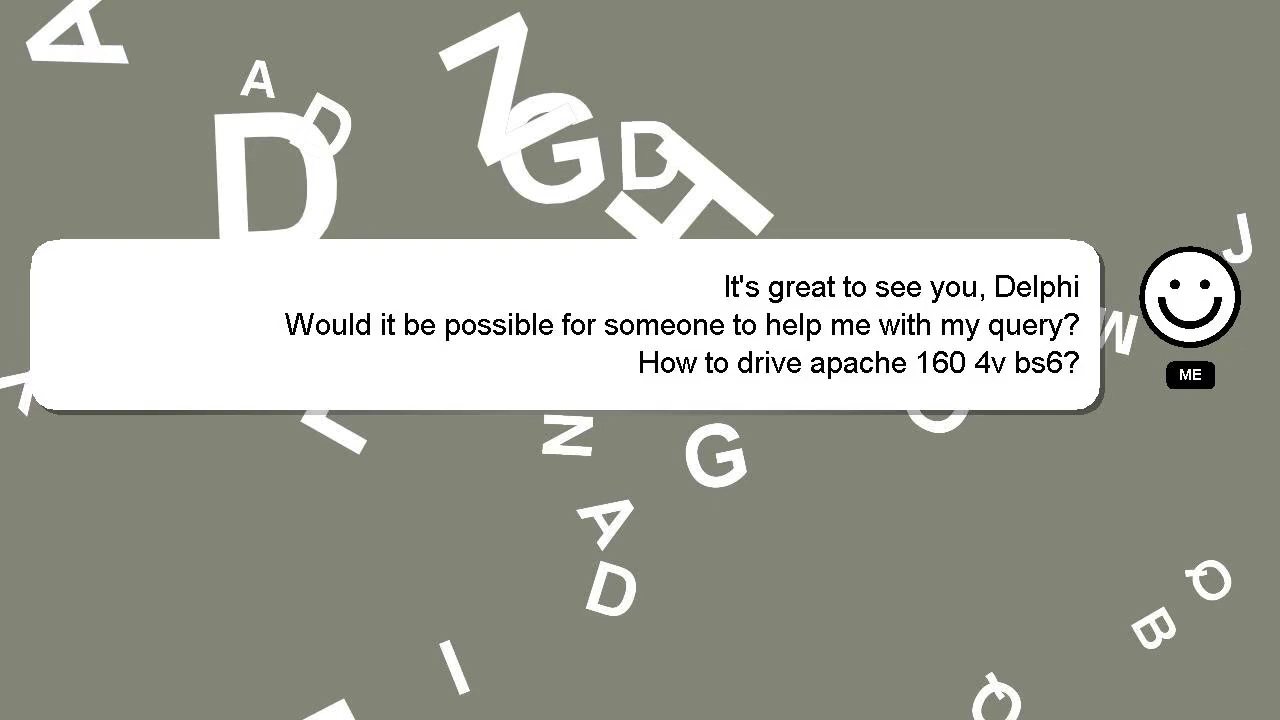 A
A
D
D
Z
G
D
H
J
It's great to see you, Delphi
Would it be possible for someone to help me with my query?
How to drive apache 160 4v bs6?
M
ME
N
G
A
D
I
Q
B
Q